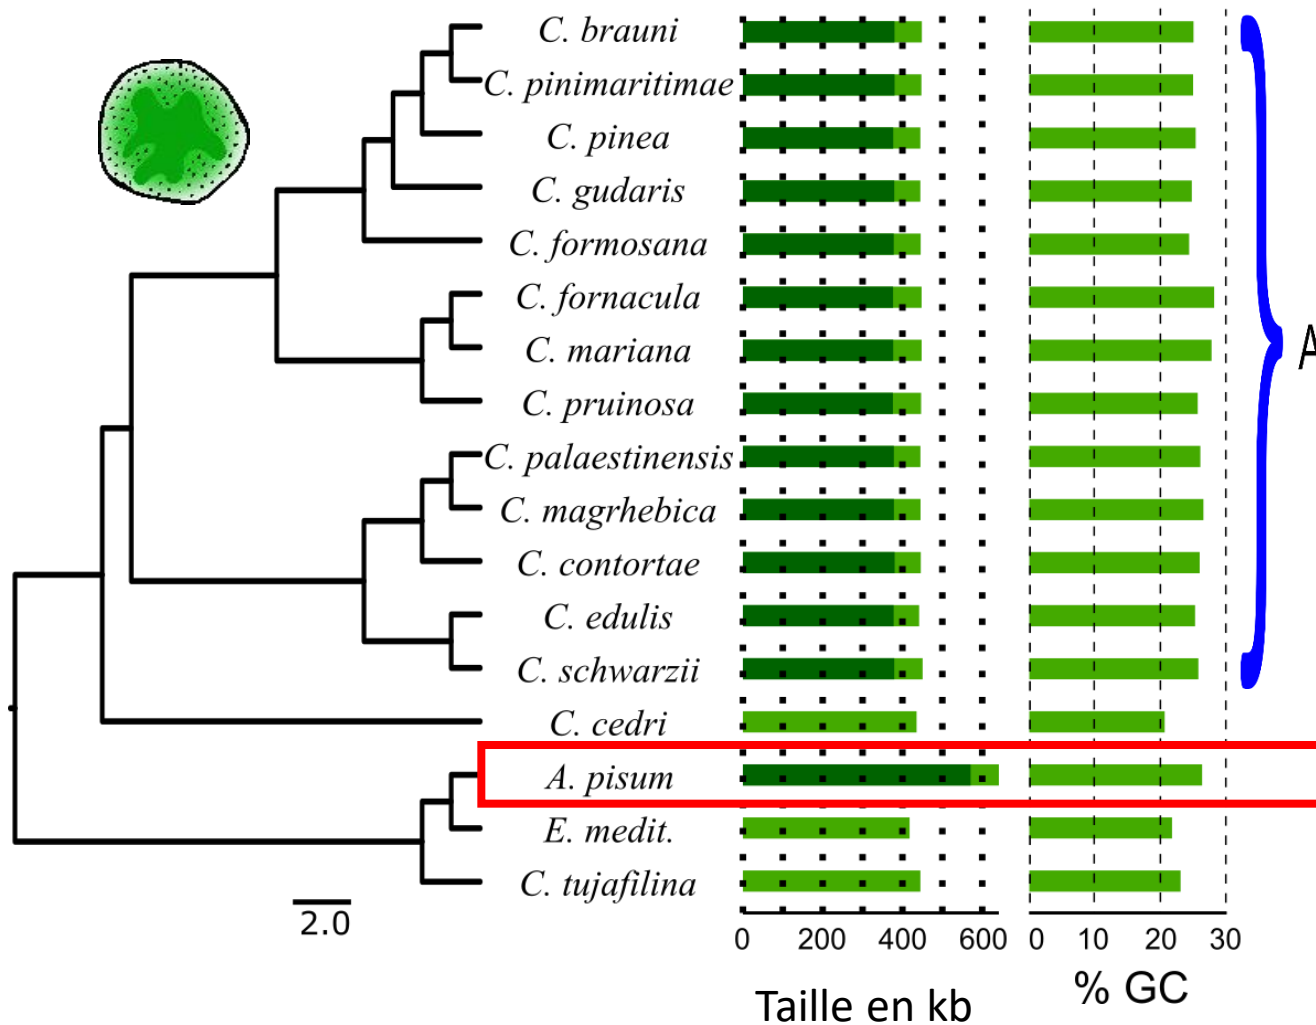 C. brauni
C. pinimaritimae
C. pinea
C. gudaris
C. formosana
C. fornacula
C. mariana
C. pruinosa
C. palaestinensis
C. magrhebica
C. contortae
C. edulis
C. schwarzii
C. cedri
A. pisum
E. medit.
C. tujafilina
A
2.0
0 200 400 600
0 10 20 30
Taille en kb
% GC